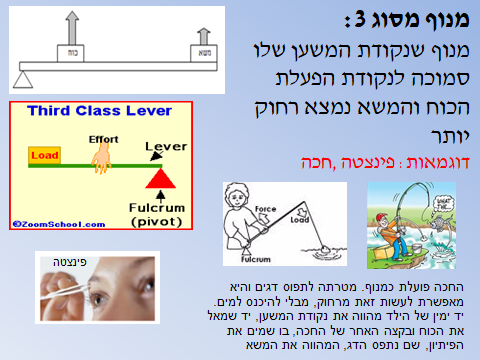 מנוף מסוג 3 :
מנוף שנקודת המשען שלו
סמוכה לנקודת הפעלת
הכוח והמשא נמצא רחוק
יותר
דוגמאות : פינצטה ,חכה
כוח
משא
Third Class Lever
Effort
Lever
Load
Fulcrum
(pivot)
©ZoomSchool.com
Force
Load
Fulcrum
WHAT THE...
פינצטה
החכה פועלת כמנוף. מטרתה לתפוס דגים והיא
מאפשרת לעשות זאת מרחוק, מבלי להיכנס למים.
יד ימין של הילד מהווה את נקודת המשען, יד שמאל
את הכוח ובקצה האחר של החכה, בו שמים את
הפיתיון, שם נתפס הדג, המהווה את המשא